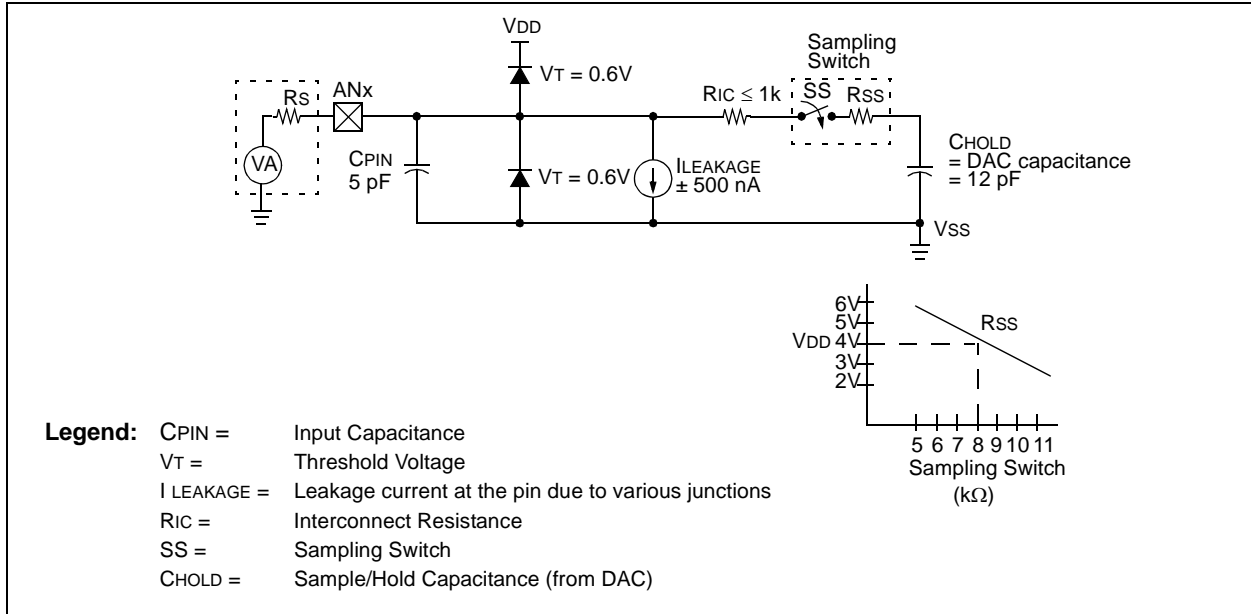 VDD
Sampling
Switch
VT = 0.6V
ANx
RS
RIC ≤ 1k
SS
RSS
VA
CPIN
5 pF
VT = 0.6V
ILEAKAGE
± 500 nA
CHOLD
= DAC capacitance
= 12 pF
VSS
6V
5V
VDD 4V
3V
2V
RSS
5 6 7 8 9 10 11
Sampling Switch
(kΩ)
Legend: CPIN = Input Capacitance
VT = Threshold Voltage
I LEAKAGE = Leakage current at the pin due to various junctions
RIC = Interconnect Resistance
SS = Sampling Switch
CHOLD = Sample/Hold Capacitance (from DAC)